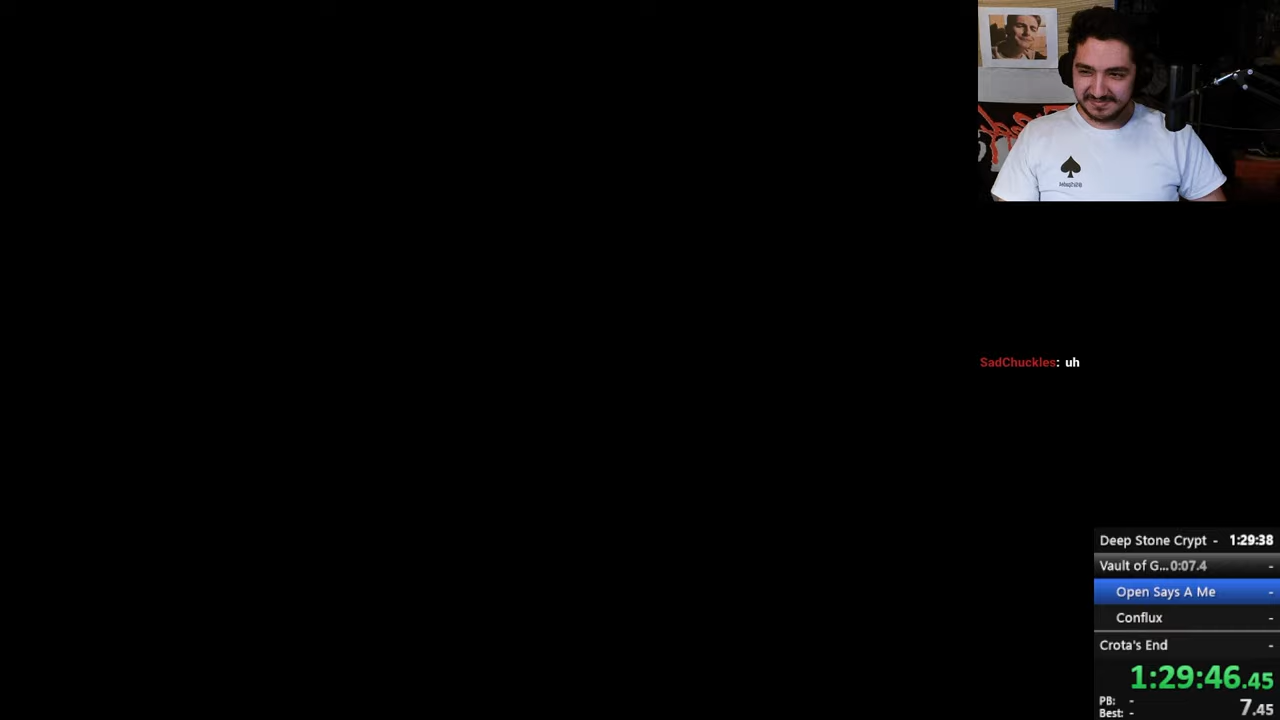 SadChuckles: uh
Deep Stone Crypt - 1:29:38
Vault of G... 0:07.4 -
Open Says A Me -
Conflux -
Crota's End -
1:29:46.45
PB: -
Best: - 7.45